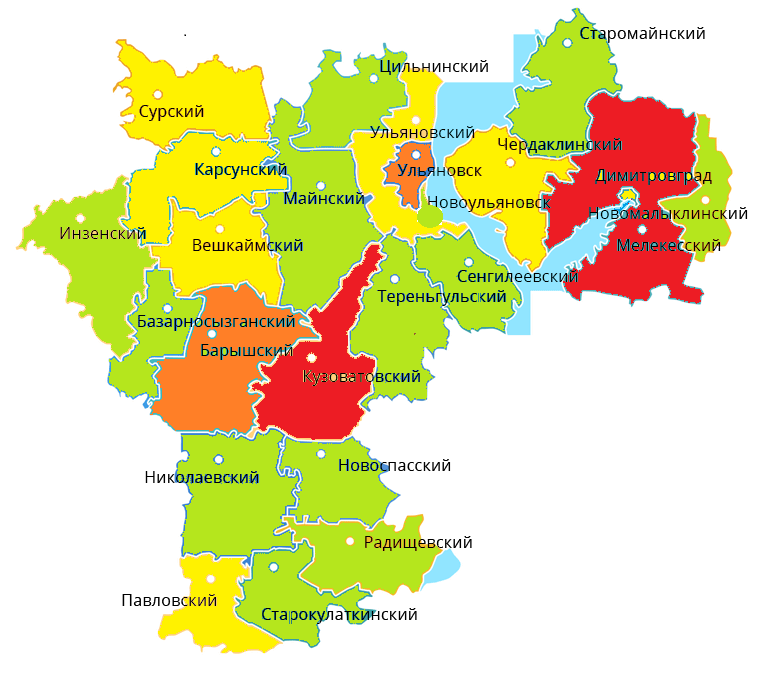 Старомайнский
Цильнинский
Сурский
Ульяновский
Чердаклинский
Карсунский
Ульяновск
Димитровград
Майнский
Новоульяновск
Новомалыклинский
Инзенский
Вешкаймский
Мелекесский
Сенгилеевский
Тереньгульский
Базарносызганский
Барышский
Кузоватовский
Новоспасский
Николаевский
Радищевский
Павловский
Старокулаткинский